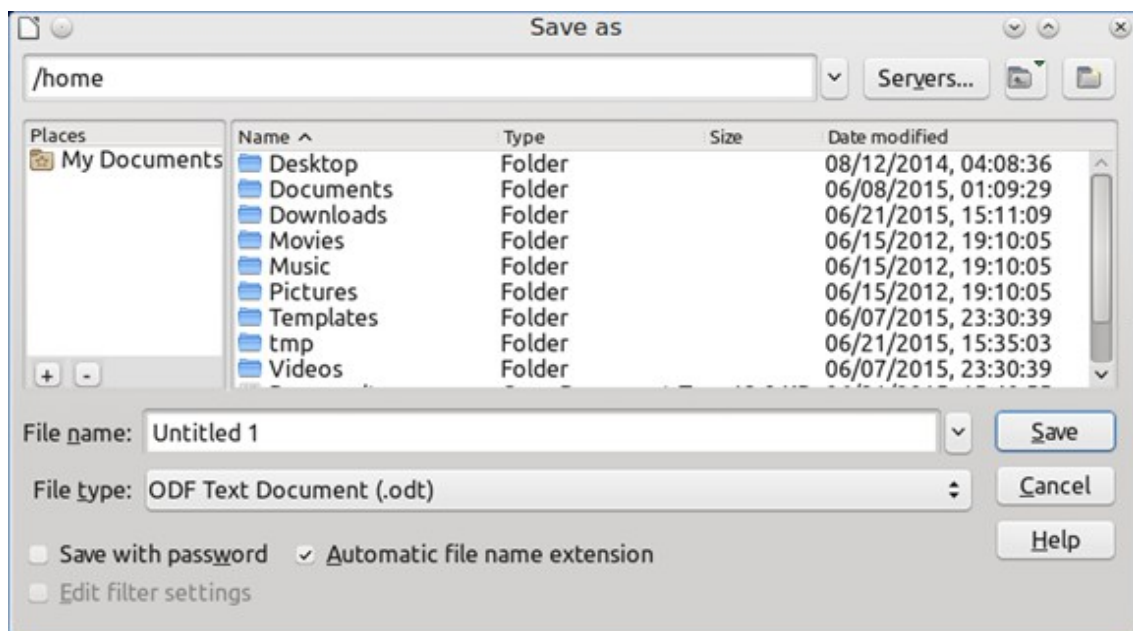 Save as
/home
Servers...
Places
My Documents
Name Type Size Date modified
Desktop Folder 08/12/2014, 04:08:36
Documents Folder 06/08/2015, 01:09:29
Downloads Folder 06/21/2015, 15:11:09
Movies Folder 06/15/2012, 19:10:05
Music Folder 06/15/2012, 19:10:05
Pictures Folder 06/15/2012, 19:10:05
Templates Folder 06/07/2015, 23:30:39
tmp Folder 06/21/2015, 15:35:03
Videos Folder 06/07/2015, 23:30:39
+ -
File name: Untitled 1 Save
File type: ODF Text Document (.odt) Cancel
Help
Save with password Automatic file name extension
Edit filter settings